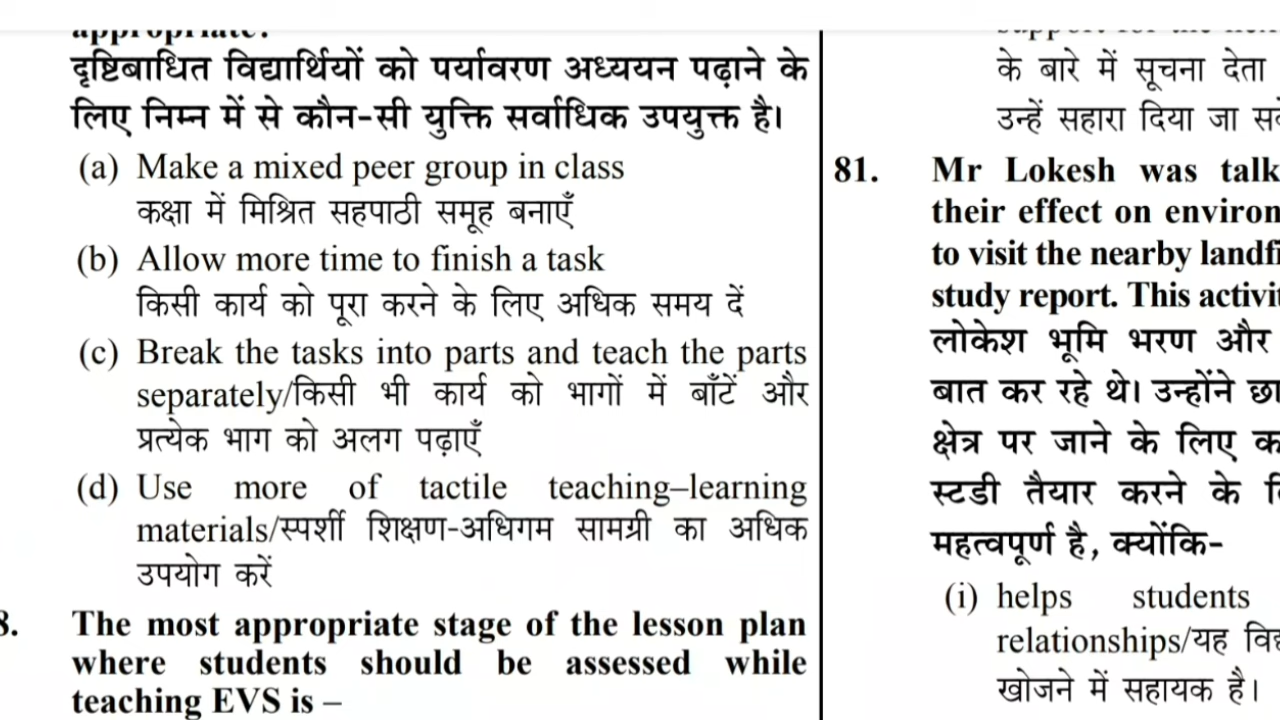 appropriate.
दृष्टिबाधित विद्यार्थियों को पर्यावरण अध्ययन पढ़ाने के
लिए निम्न में से कौन-सी युक्ति सर्वाधिक उपयुक्त है।
(a) Make a mixed peer group in class
कक्षा में मिश्रित सहपाठी समूह बनाएँ
(b) Allow more time to finish a task
किसी कार्य को पूरा करने के लिए अधिक समय दें
(c) Break the tasks into parts and teach the parts
separately/किसी भी कार्य को भागों में बाँटें और
प्रत्येक भाग को अलग पढ़ाएँ
(d) Use more of tactile teaching–learning
materials/स्पर्शी शिक्षण-अधिगम सामग्री का अधिक
उपयोग करें
8. The most appropriate stage of the lesson plan
where students should be assessed while
teaching EVS is –
के बारे में सूचना देता
उन्हें सहारा दिया जा
81. Mr Lokesh was talk
their effect on environ
to visit the nearby landfi
study report. This activit
लोकेश भूमि भरण और
बात कर रहे थे। उन्होंने छा
क्षेत्र पर जाने के लिए क
स्टडी तैयार करने के
महत्वपूर्ण है, क्योंकि-
(i) helps students
relationships/यह
खोजने में सहायक है।